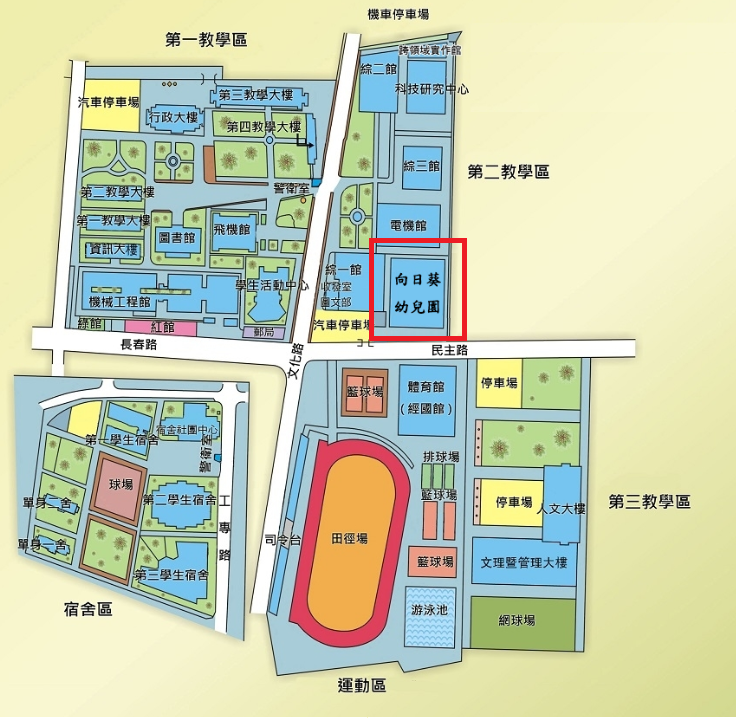 機車停車場
第一教學區
跨領域實作館
綜二館
科技研究中心
汽車停車場
第三教學大樓
行政大樓
第四教學大樓
綜三館
第二教學區
警衛室
第二教學大樓
第一教學大樓
飛機館
電機館
圖書館
資訊大樓
綜一館
收發室
圖文部
向日葵
幼兒園
學生活動中心
機械工程館
綠館
紅館
郵局
汽車停車場
長春路
文化路
民主路
籃球場
體育館
(經國館)
停車場
宿舍社團中心
第一學生宿舍
警衛室
排球場
籃球場
球場
單身二舍
第二學生宿舍
工專路
停車場
人文大樓
第三教學區
司令台
田徑場
單身一舍
第三學生宿舍
籃球場
文理暨管理大樓
宿舍區
游泳池
網球場
運動區